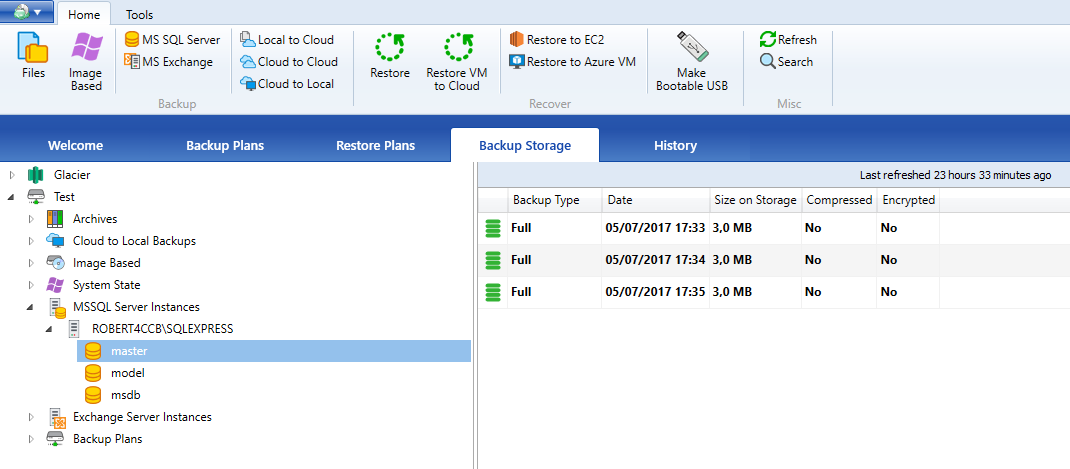 Home Tools
Files
Image Based
MS SQL Server
MS Exchange
Backup
Local to Cloud
Cloud to Cloud
Cloud to Local
Restore
Restore VM to Cloud
Restore to EC2
Restore to Azure VM
Recover
Make Bootable USB
Refresh
Search
Misc
Welcome Backup Plans Restore Plans Backup Storage History
Glacier
Test
Archives
Cloud to Local Backups
Image Based
System State
MSSQL Server Instances
ROBERT4CCB\SQLEXPRESS
master
model
msdb
Exchange Server Instances
Backup Plans
Last refreshed 23 hours 33 minutes ago
Backup Type Date Size on Storage Compressed Encrypted
Full 05/07/2017 17:33 3,0 MB No No
Full 05/07/2017 17:34 3,0 MB No No
Full 05/07/2017 17:35 3,0 MB No No